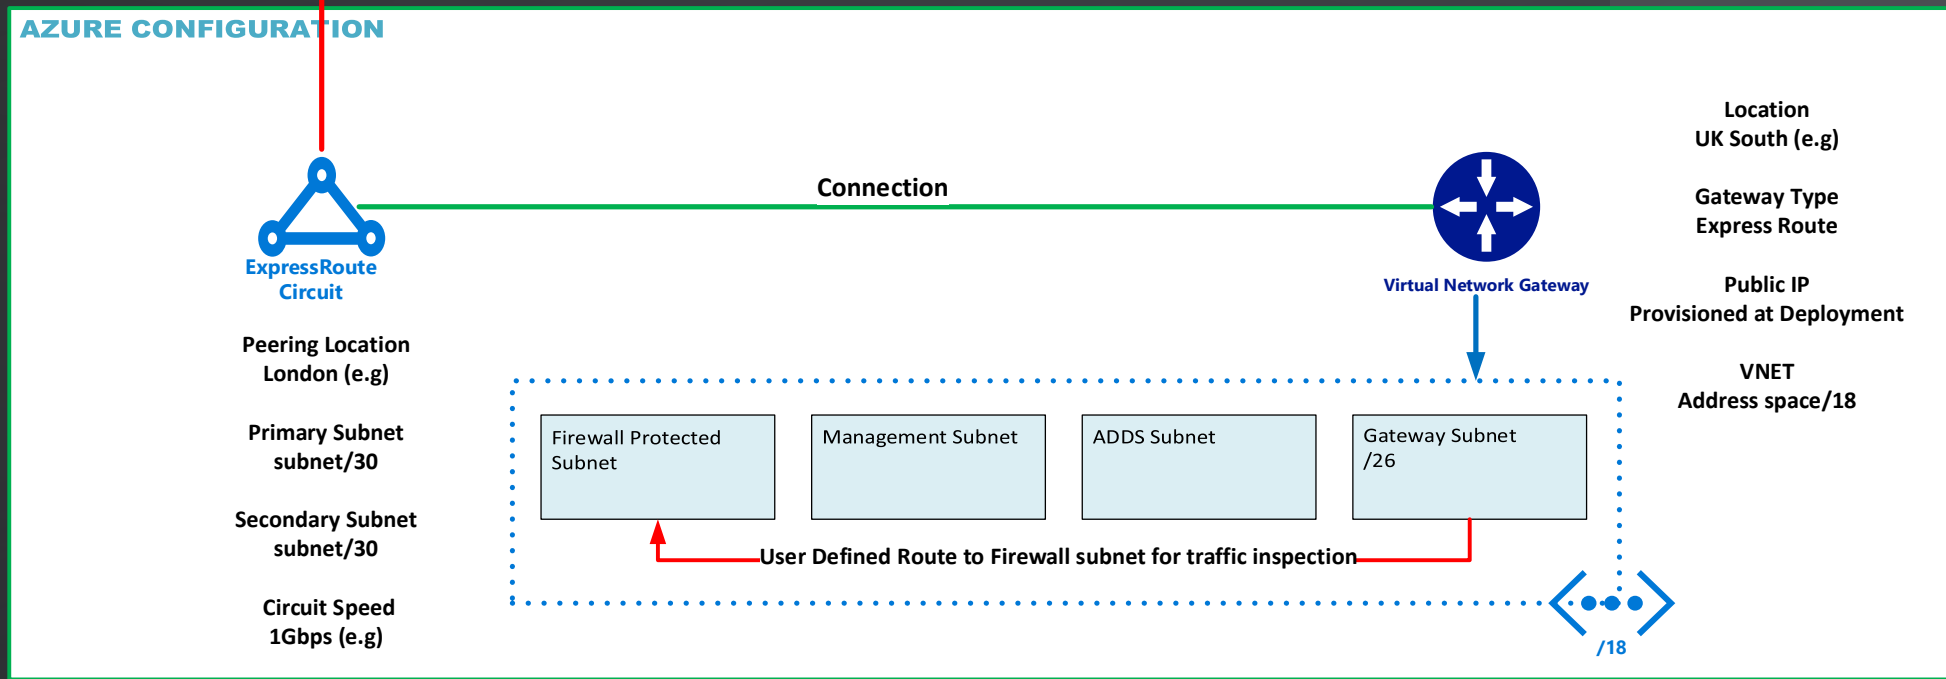 AZURE CONFIGURATION
Connection
ExpressRoute
Circuit
Peering Location
London (e.g)
Primary Subnet
subnet/30
Secondary Subnet
subnet/30
Circuit Speed
1Gbps (e.g)
Virtual Network Gateway
Location
UK South (e.g)
Gateway Type
Express Route
Public IP
Provisioned at Deployment
VNET
Address space/18
Firewall Protected
Subnet
Management Subnet
ADDS Subnet
Gateway Subnet
/26
User Defined Route to Firewall subnet for traffic inspection
/18